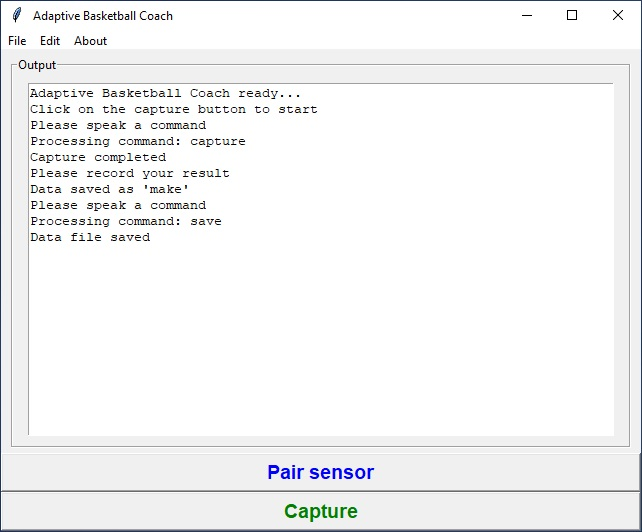 Adaptive Basketball Coach
File Edit About
Output
Adaptive Basketball Coach ready...
Click on the capture button to start
Please speak a command
Processing command: capture
Capture completed
Please record your result
Data saved as 'make'
Please speak a command
Processing command: save
Data file saved
Pair sensor
Capture